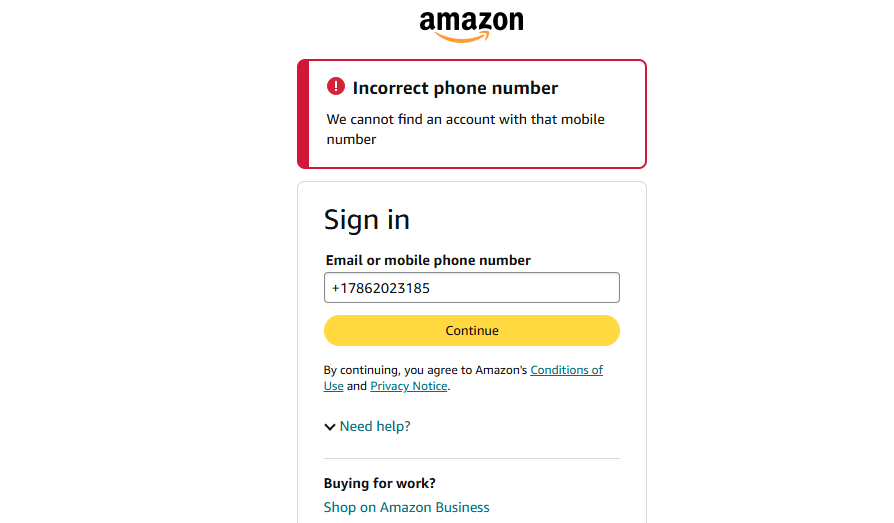 amazon
! Incorrect phone number
We cannot find an account with that mobile
number
Sign in
Email or mobile phone number
+17862023185
Continue
By continuing, you agree to Amazon's Conditions of
Use and Privacy Notice.
Need help?
Buying for work?
Shop on Amazon Business